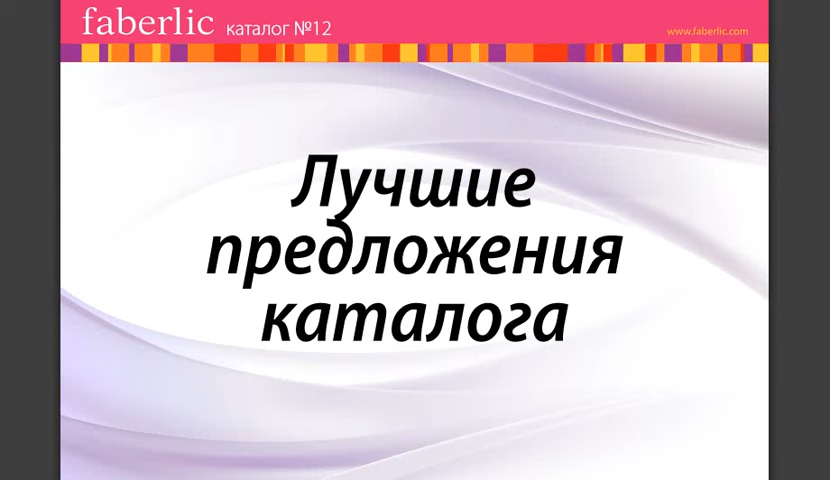 faberlic каталог №12
www.faberlic.com
Лучшие
предложения
каталога